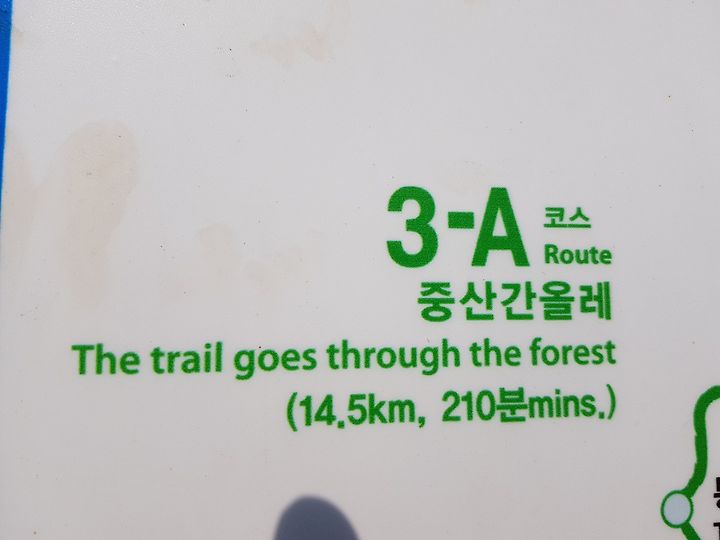 3-A 코스
Route
중산간올레
The trail goes through the forest
(14.5km, 210분mins.)